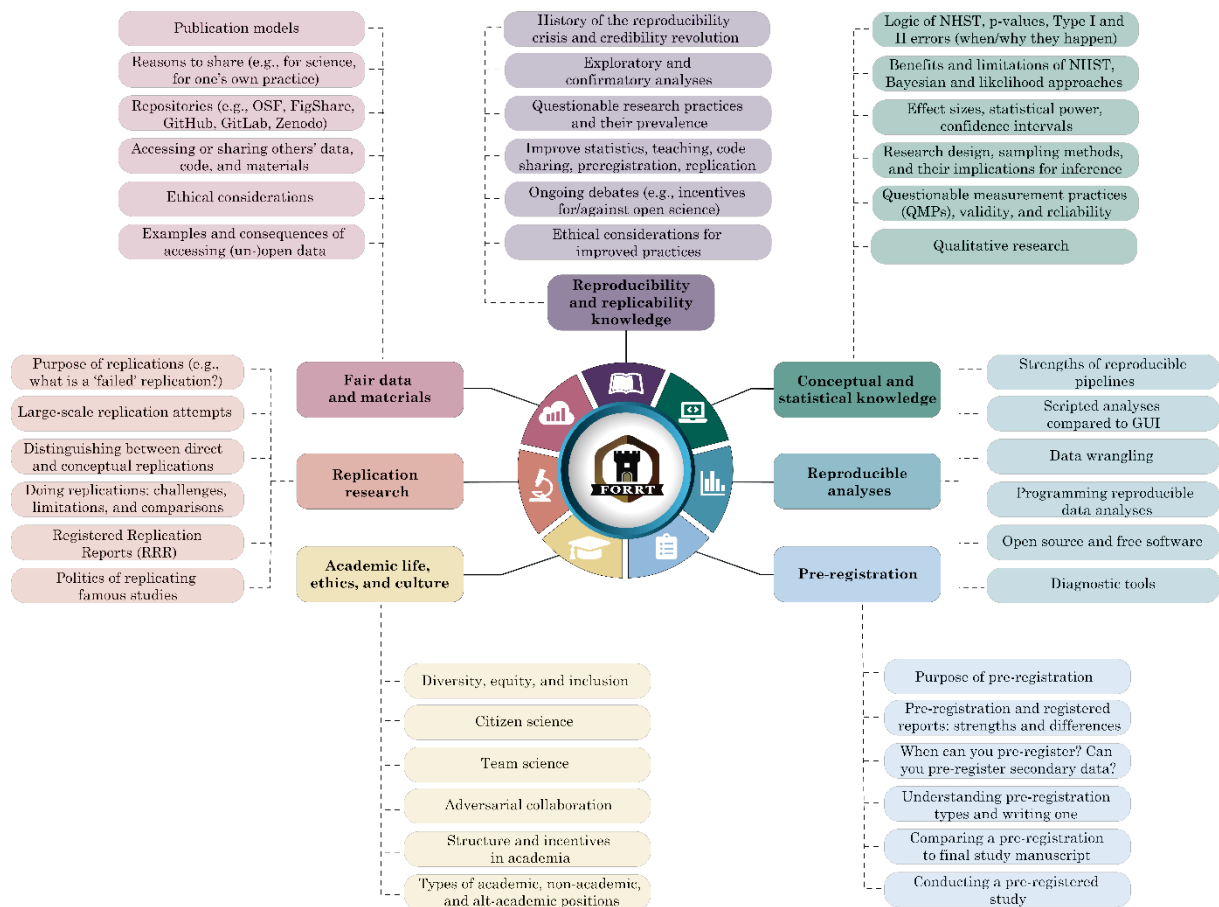 Publication models
Reasons to share (e.g., for science,
for one's own practice)
Repositories (e.g., OSF, FigShare,
GitHub, GitLab, Zenodo)
Accessing or sharing others' data,
code, and materials
Ethical considerations
Examples and consequences of
accessing (un-)open data
History of the reproducibility
crisis and credibility revolution
Exploratory and
confirmatory analyses
Questionable research practices
and their prevalence
Improve statistics, teaching, code
sharing, preregistration, replication
Ongoing debates (e.g., incentives
for/against open science)
Ethical considerations for
improved practices
Logic of NHST, p-values, Type I and
II errors (when/why they happen)
Benefits and limitations of NHST,
Bayesian and likelihood approaches
Effect sizes, statistical power,
confidence intervals
Research design, sampling methods,
and their implications for inference
Questionable measurement practices
(QMPs), validity, and reliability
Qualitative research
Reproducibility
and replicability
knowledge
Fair data
and materials
Conceptual and
statistical knowledge
Replication
research
FORRT
Reproducible
analyses
Academic life,
ethics, and culture
Pre-registration
Purpose of replications (e.g.,
what is a 'failed' replication?)
Large-scale replication attempts
Distinguishing between direct
and conceptual replications
Doing replications: challenges,
limitations, and comparisons
Registered Replication
Reports (RRR)
Politics of replicating
famous studies
Strengths of reproducible
pipelines
Scripted analyses
compared to GUI
Data wrangling
Programming reproducible
data analyses
Open source and free software
Diagnostic tools
Diversity, equity, and inclusion
Citizen science
Team science
Adversarial collaboration
Structure and incentives
in academia
Types of academic, non-academic,
and alt-academic positions
Purpose of pre-registration
Pre-registration and registered
reports: strengths and differences
When can you pre-register? Can
you pre-register secondary data?
Understanding pre-registration
types and writing one
Comparing a pre-registration
to final study manuscript
Conducting a pre-registered
study